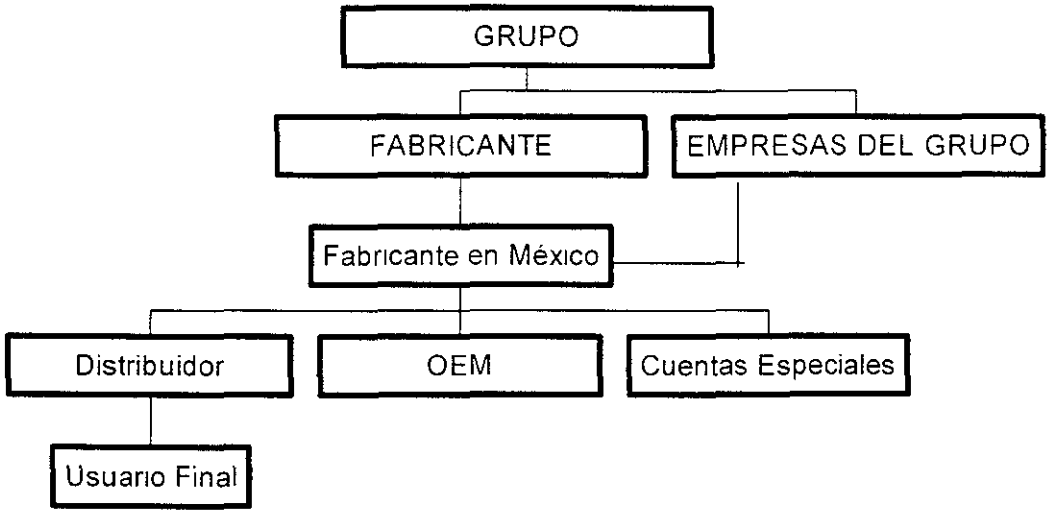 GRUPO
FABRICANTE
EMPRESAS DEL GRUPO
Fabricante en México
Distribuidor
OEM
Cuentas Especiales
Usuario Final